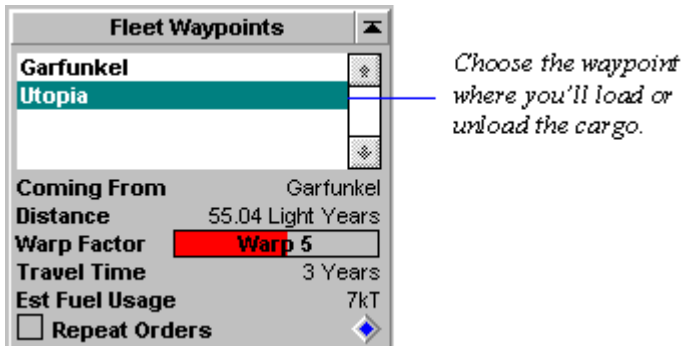 Fleet Waypoints
Garfunkel
Utopia
Coming From Garfunkel
Distance 55.04 Light Years
Warp Factor Warp 5
Travel Time 3 Years
Est Fuel Usage 7kT
Repeat Orders
Choose the waypoint
where you'll load or
unload the cargo.